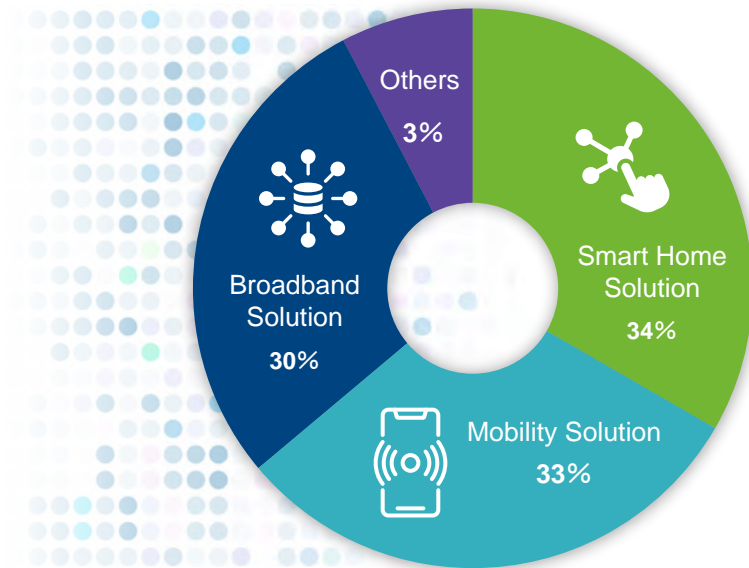 Others
3%
Smart Home
Solution
34%
Broadband
Solution
30%
Mobility Solution
33%